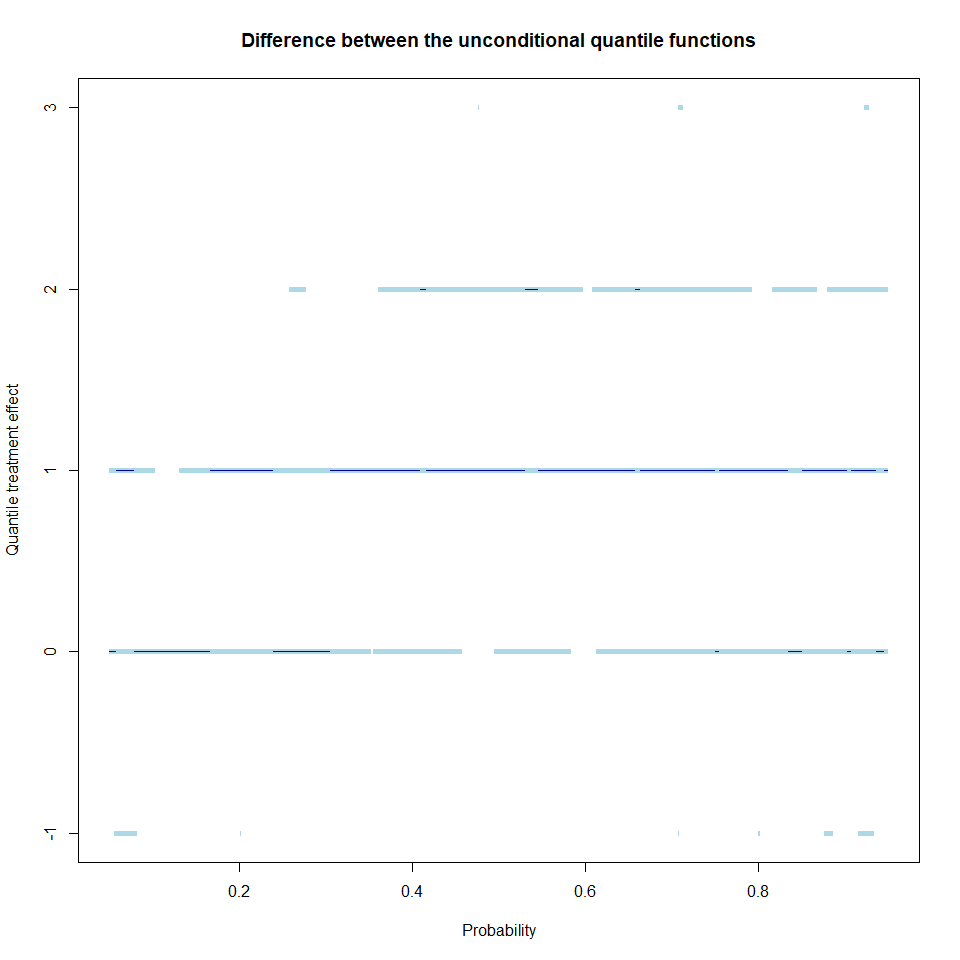 Difference between the unconditional quantile functions
3
2
1
0
-1
Quantile treatment effect
0.2 0.4 0.6 0.8
Probability